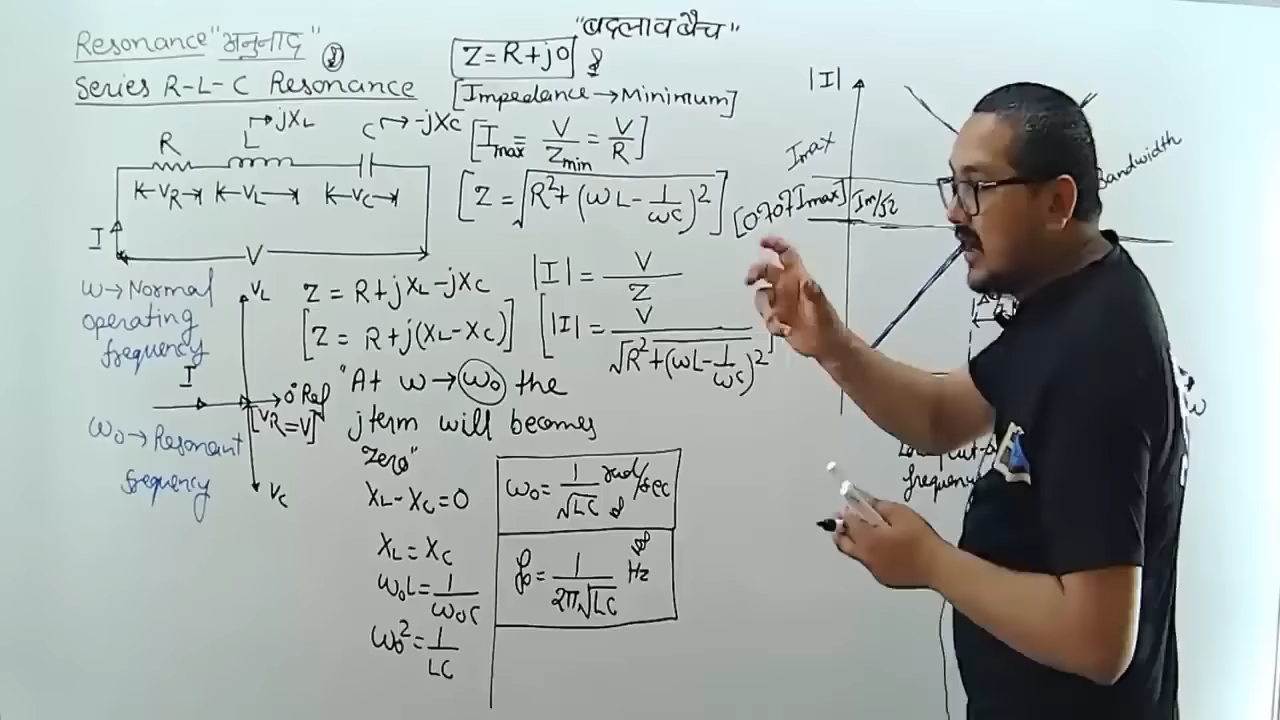 "बदलाव बैच"
Resonance "अनुनाद"
Series R-L-C Resonance
R
L
jXL
C
-jXC
VR
VL
VC
I
V
ω→Normal
operating
frequency
VL
I
0° Ref
[VR=V]
VC
ω0→Resonant
frequency
Z=R+j0
[Impedance→Minimum]
[Imax = V/Zmin = V/R]
[Z=√R²+(ωL-1/ωC)²]
Z = R+jXL-jXC
[Z = R+j(XL-XC)]
|I| = V/Z
[|I| = V/√R²+(ωL-1/ωC)²]
"At ω→ω0 the
j term will becomes
zero"
XL-XC=0
XL=XC
ω0L=1/ω0C
ω0²=1/LC
ω0=1/√LC rad/sec
f0=1/2π√LC Hz
|I|
Imax
[0.707Imax]
Im/√2
Bandwidth
ω
frequen